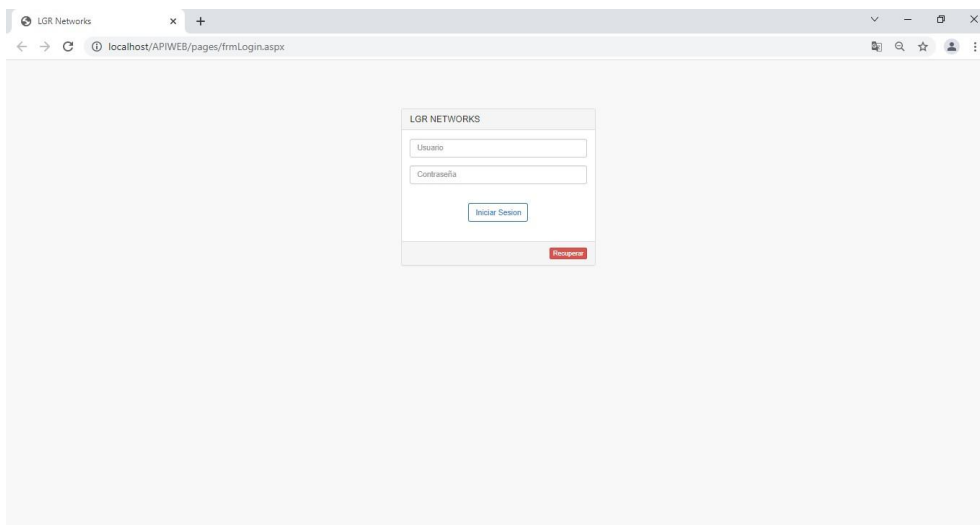 LGR Networks
localhost/APIWEB/pages/frmLogin.aspx
LGR NETWORKS
Usuario
Contraseña
Iniciar Sesion
Recuperar